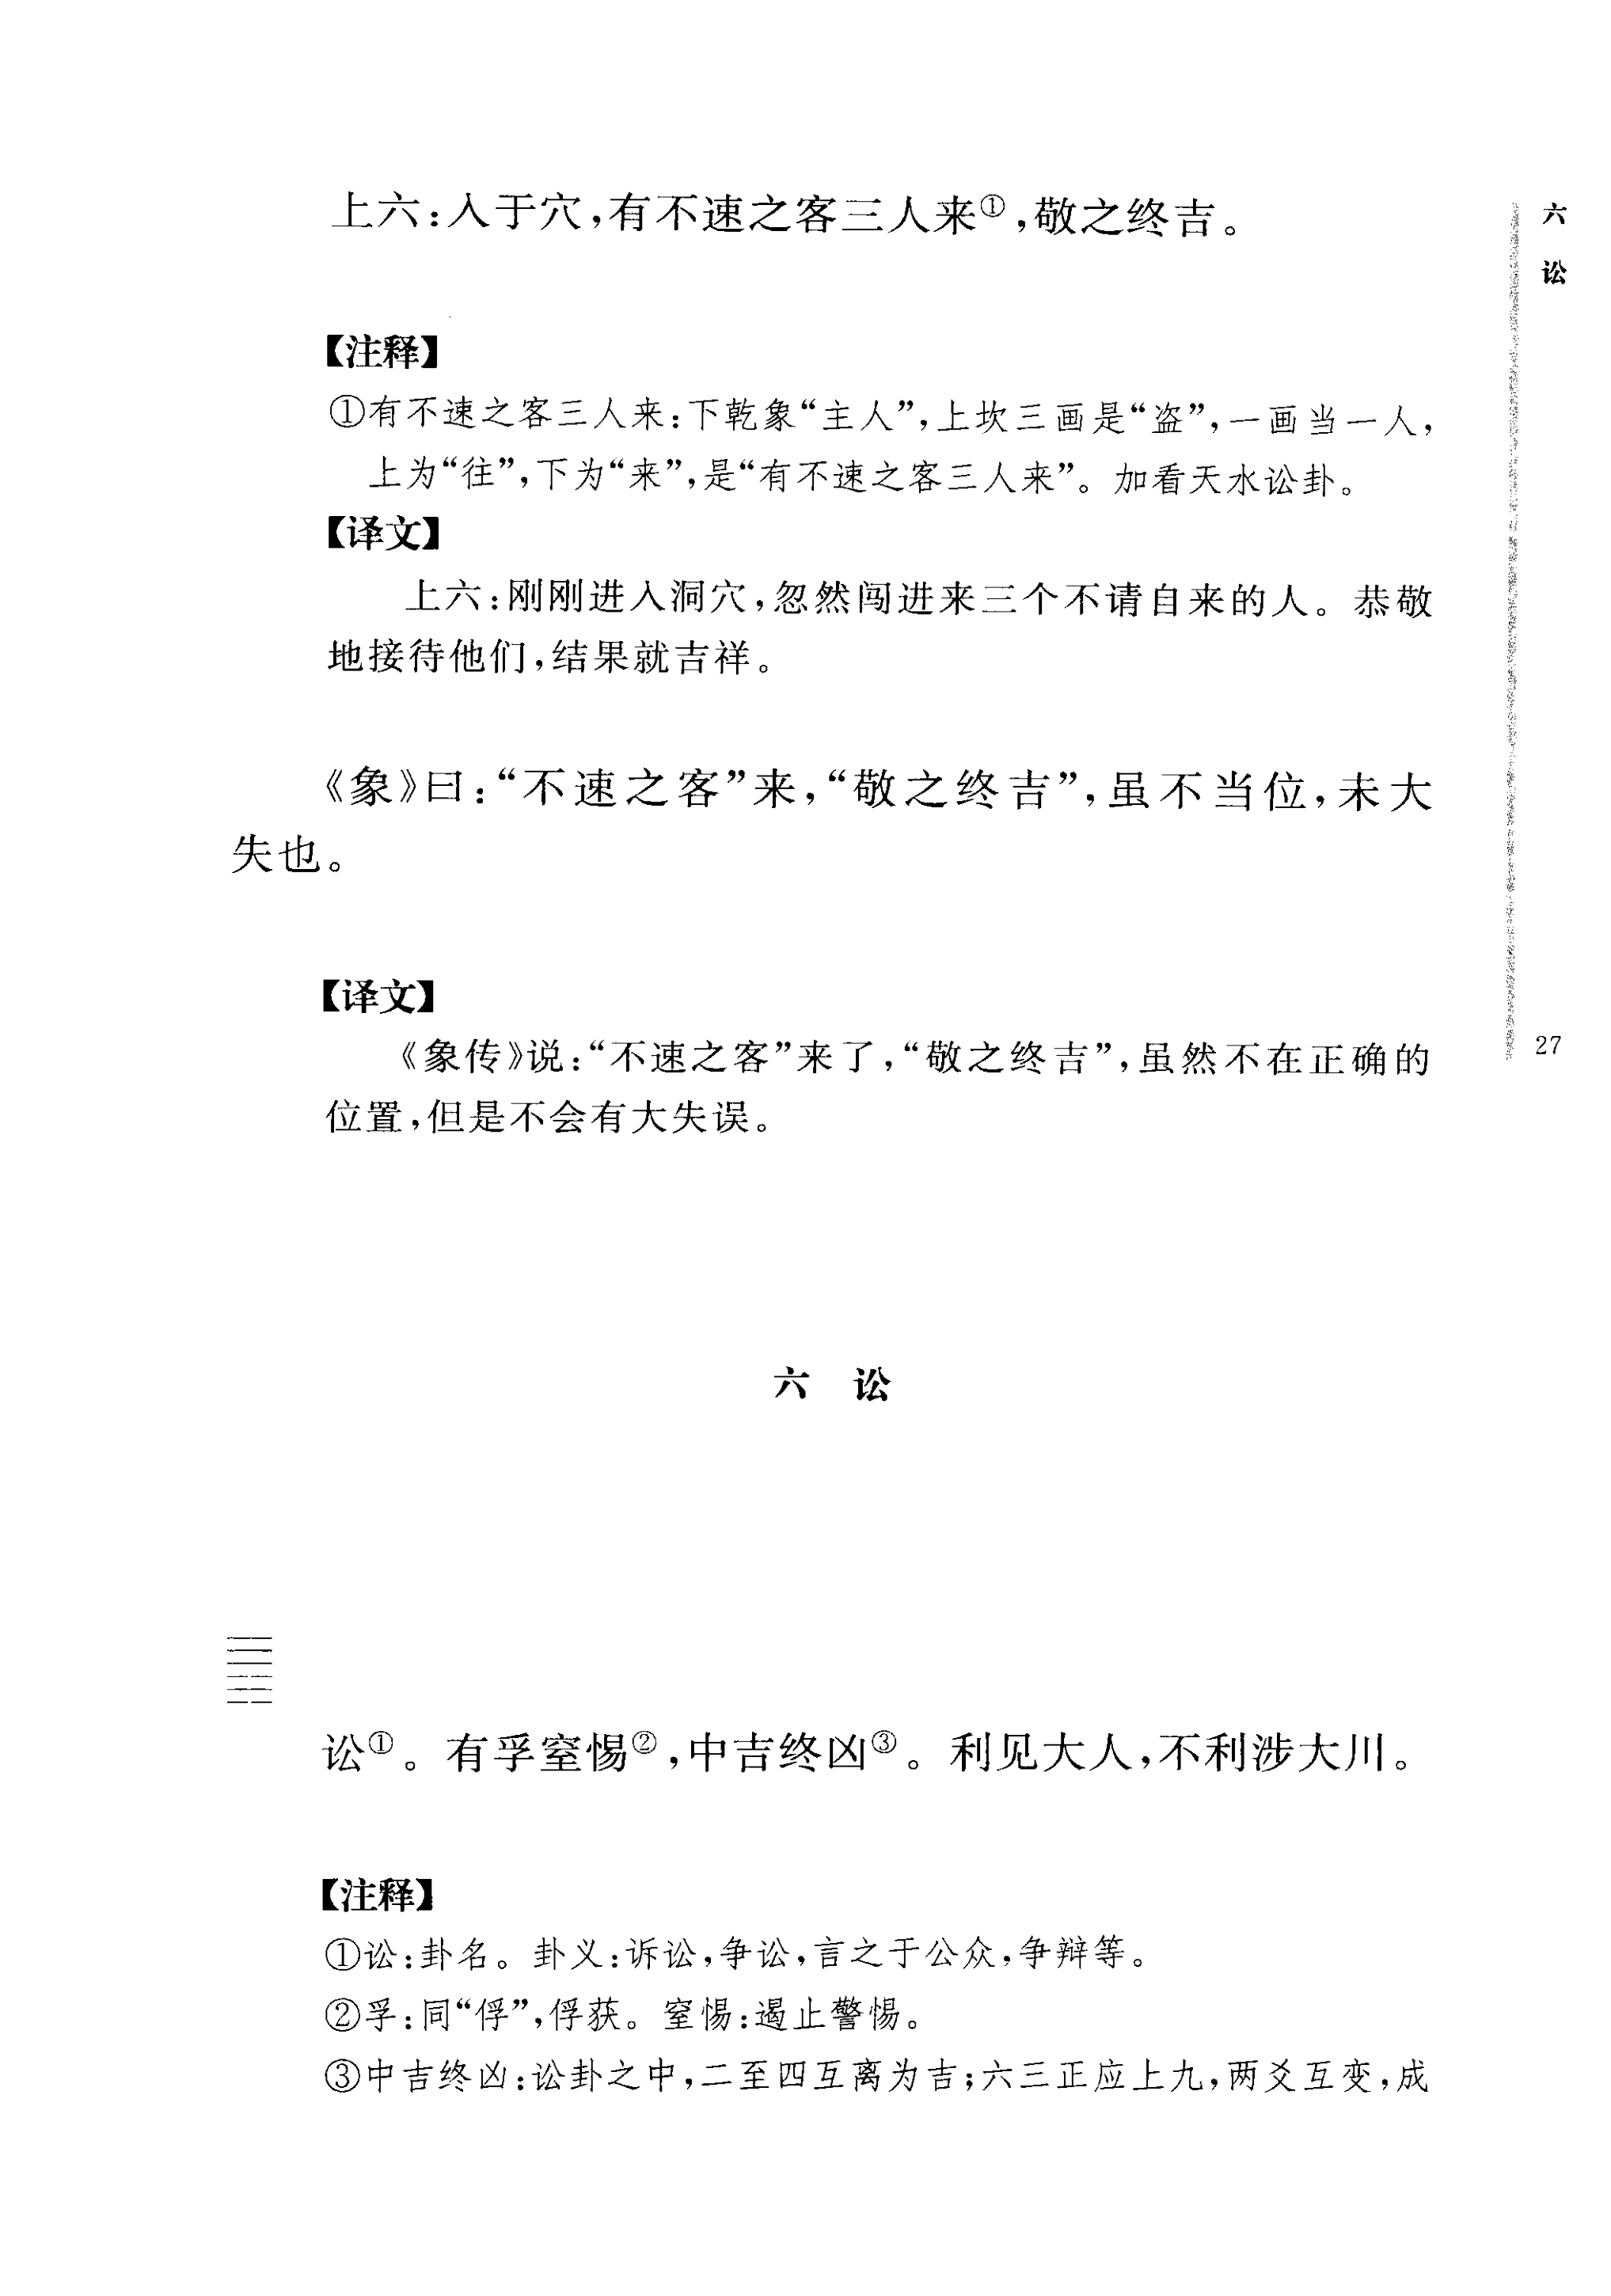 上六:入于穴,有不速之客三人来①,敬之终吉。
【注释】
①有不速之客三人来:下乾象“主人”,上坎三画是“盗”,一画当一人,
上为“往”,下为“来”,是“有不速之客三人来”。加看天水讼卦。
【译文】
上六:刚刚进入洞穴,忽然闯进来三个不请自来的人。恭敬
地接待他们,结果就吉祥。
《象》曰:“不速之客”来,“敬之终吉”,虽不当位,未大
失也。
【译文】
《象传》说:“不速之客”来了,“敬之终吉”,虽然不在正确的
位置,但是不会有大失误。
六 讼
讼①。有孚窒惕②,中吉终凶③。利见大人,不利涉大川。
【注释】
①讼:卦名。卦义:诉讼,争讼,言之于公众,争辩等。
②孚:同“俘”,俘获。窒惕:遏止警惕。
③中吉终凶:讼卦之中,二至四互离为吉;六三正应上九,两爻互变,成
六 讼
27